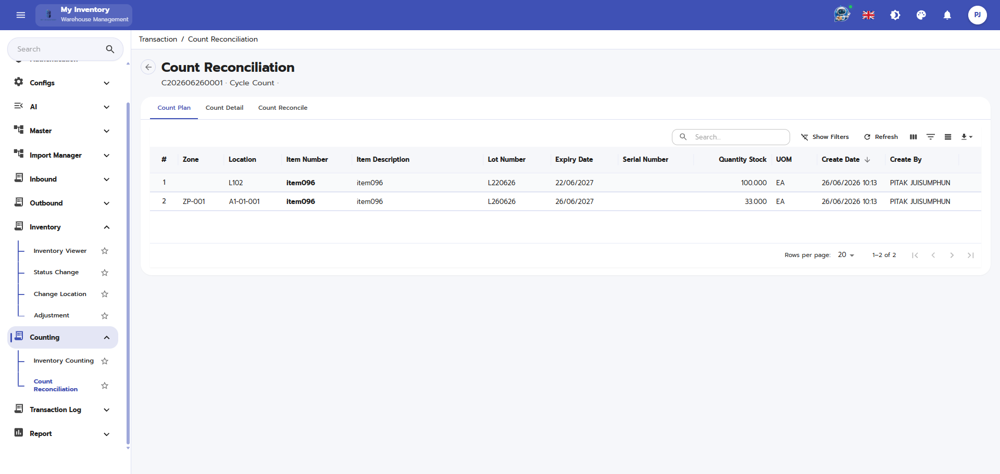 My Inventory
Warehouse Management
PJ
Search
Configs
AI
Master
Import Manager
Inbound
Outbound
Inventory
Inventory Viewer
Status Change
Change Location
Adjustment
Counting
Inventory Counting
Count
Reconciliation
Transaction Log
Report
Transaction / Count Reconciliation
Count Reconciliation
C202606260001 · Cycle Count ·
Count Plan Count Detail Count Reconcile
Search... Show Filters Refresh
# Zone Location Item Number Item Description Lot Number Expiry Date Serial Number Quantity Stock UOM Create Date Create By
1 L102 item096 item096 L220626 22/06/2027 100.000 EA 26/06/2026 10:13 PITAK JUISUMPHUN
2 ZP-001 A1-01-001 item096 item096 L260626 26/06/2027 33.000 EA 26/06/2026 10:13 PITAK JUISUMPHUN
Rows per page: 20 1–2 of 2